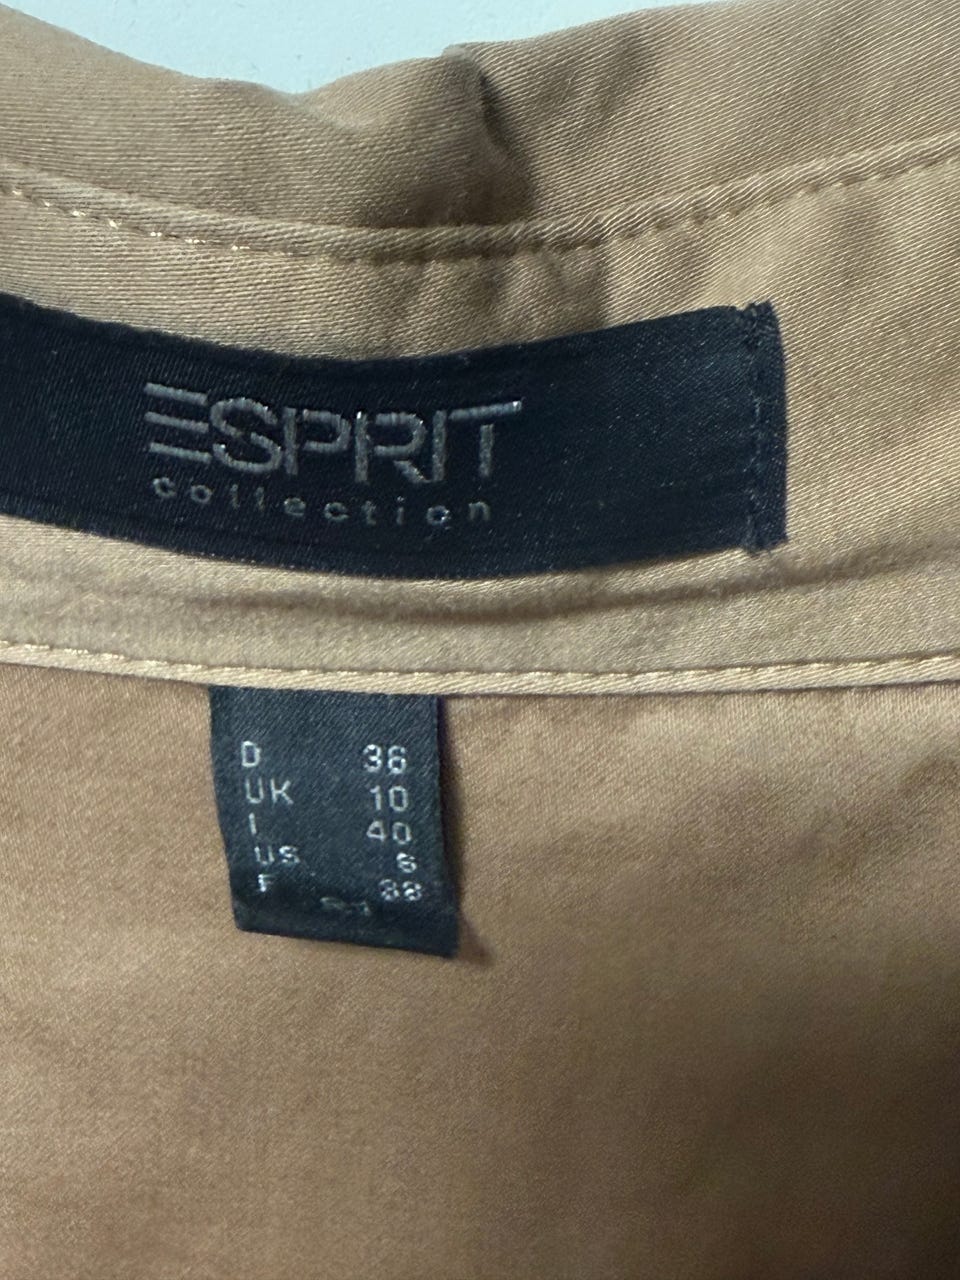 ESPRIT
collection
D 36
UK 10
I 40
US 6
F 38